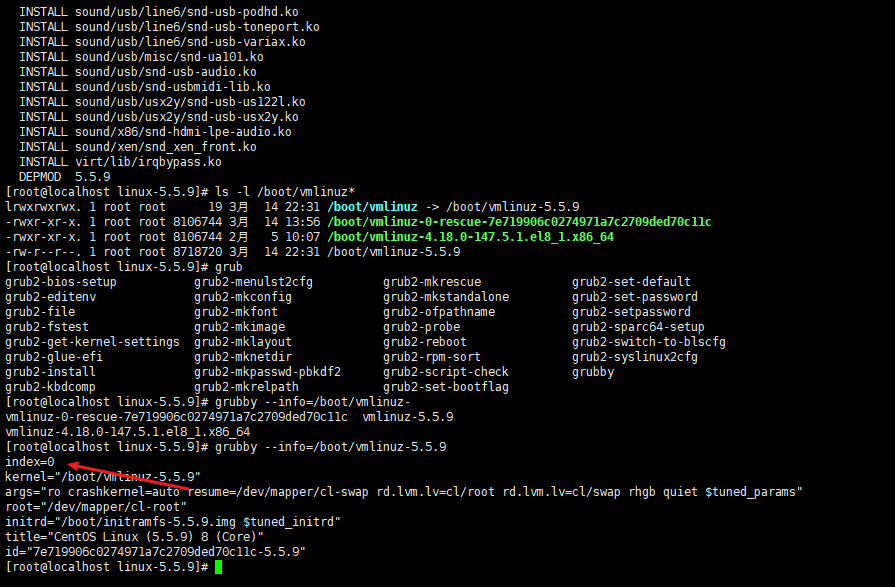 INSTALL sound/usb/line6/snd-usb-podhd.ko
INSTALL sound/usb/line6/snd-usb-toneport.ko
INSTALL sound/usb/line6/snd-usb-variax.ko
INSTALL sound/usb/misc/snd-ua101.ko
INSTALL sound/usb/snd-usb-audio.ko
INSTALL sound/usb/snd-usbmidi-lib.ko
INSTALL sound/usb/usx2y/snd-usb-us122l.ko
INSTALL sound/usb/usx2y/snd-usb-usx2y.ko
INSTALL sound/x86/snd-hdmi-lpe-audio.ko
INSTALL sound/xen/snd_xen_front.ko
INSTALL virt/lib/irqbypass.ko
DEPMOD  5.5.9
[root@localhost linux-5.5.9]# ls -l /boot/vmlinuz*
lrwxrwxrwx. 1 root root      19 3月  14 22:31 /boot/vmlinuz -> /boot/vmlinuz-5.5.9
-rwxr-xr-x. 1 root root 8106744 3月  14 13:56 /boot/vmlinuz-0-rescue-7e719906c0274971a7c2709ded70c11c
-rwxr-xr-x. 1 root root 8106744 2月   5 10:07 /boot/vmlinuz-4.18.0-147.5.1.el8_1.x86_64
-rw-r--r--. 1 root root 8718720 3月  14 22:31 /boot/vmlinuz-5.5.9
[root@localhost linux-5.5.9]# grub
grub2-bios-setup           grub2-menulst2cfg          grub2-mkrescue             grub2-set-default
grub2-editenv              grub2-mkconfig             grub2-mkstandalone         grub2-set-password
grub2-file                 grub2-mkfont               grub2-ofpathname           grub2-setpassword
grub2-fstest               grub2-mkimage              grub2-probe                grub2-sparc64-setup
grub2-get-kernel-settings  grub2-mklayout             grub2-reboot               grub2-switch-to-blscfg
grub2-glue-efi             grub2-mknetdir             grub2-rpm-sort             grub2-syslinux2cfg
grub2-install              grub2-mkpasswd-pbkdf2      grub2-script-check         grubby
grub2-kbdcomp              grub2-mkrelpath            grub2-set-bootflag
[root@localhost linux-5.5.9]# grubby --info=/boot/vmlinuz-
vmlinuz-0-rescue-7e719906c0274971a7c2709ded70c11c  vmlinuz-5.5.9
vmlinuz-4.18.0-147.5.1.el8_1.x86_64
[root@localhost linux-5.5.9]# grubby --info=/boot/vmlinuz-5.5.9
index=0
kernel="/boot/vmlinuz-5.5.9"
args="ro crashkernel=auto resume=/dev/mapper/cl-swap rd.lvm.lv=cl/root rd.lvm.lv=cl/swap rhgb quiet $tuned_params"
root="/dev/mapper/cl-root"
initrd="/boot/initramfs-5.5.9.img $tuned_initrd"
title="CentOS Linux (5.5.9) 8 (Core)"
id="7e719906c0274971a7c2709ded70c11c-5.5.9"
[root@localhost linux-5.5.9]#